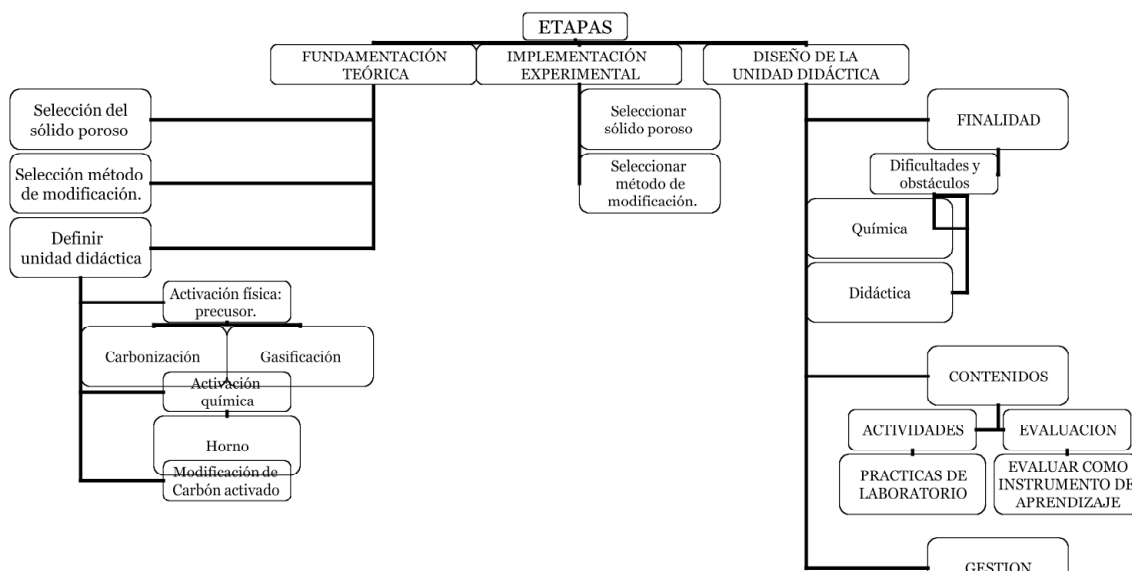 ETAPAS
FUNDAMENTACIÓN
TEÓRICA
IMPLEMENTACIÓN
EXPERIMENTAL
DISEÑO DE LA
UNIDAD DIDÁCTICA
Selección del
sólido poroso
Selección método
de modificación.
Definir
unidad didáctica
Activación física:
precusor.
Carbonización
Gasificación
Activación
química
Horno
Modificación de
Carbón activado
Seleccionar
sólido poroso
Seleccionar
método de
modificación.
FINALIDAD
Dificultades y
obstáculos
Química
Didáctica
CONTENIDOS
ACTIVIDADES
EVALUACION
PRACTICAS DE
LABORATORIO
EVALUAR COMO
INSTRUMENTO DE
APRENDIZAJE
GESTION